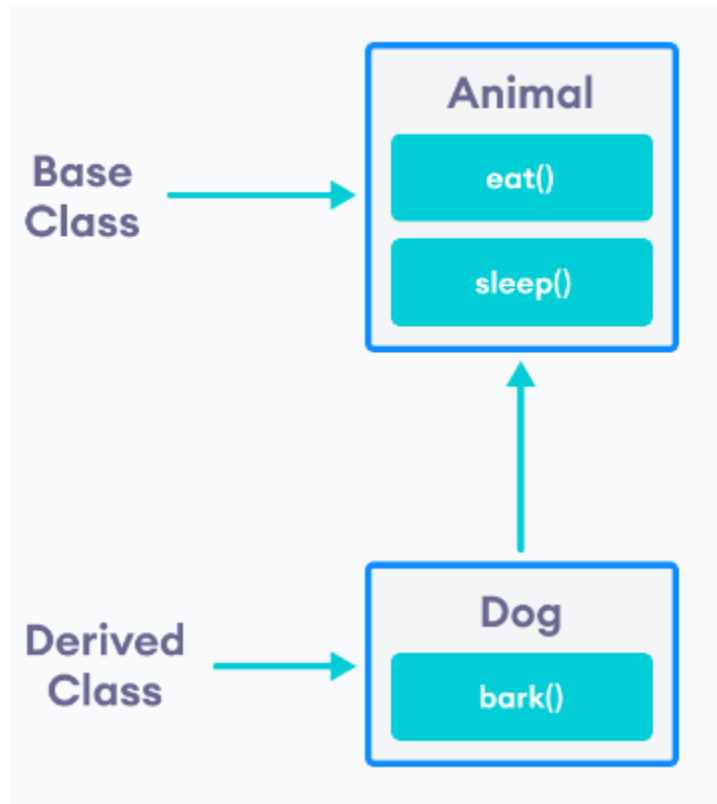 Animal
eat()
sleep()
Base
Class
Dog
bark()
Derived
Class